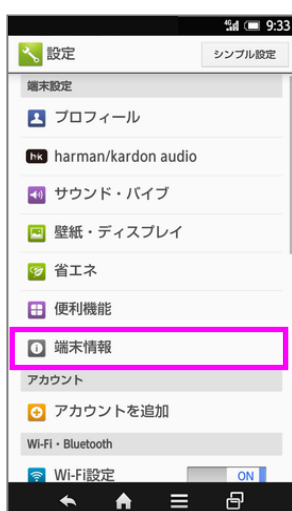 4G 9:33
設定
シンプル設定
端末設定
プロフィール
hk harman/kardon audio
サウンド・バイブ
壁紙・ディスプレイ
省エネ
便利機能
端末情報
アカウント
アカウントを追加
Wi-Fi・Bluetooth
Wi-Fi設定 ON